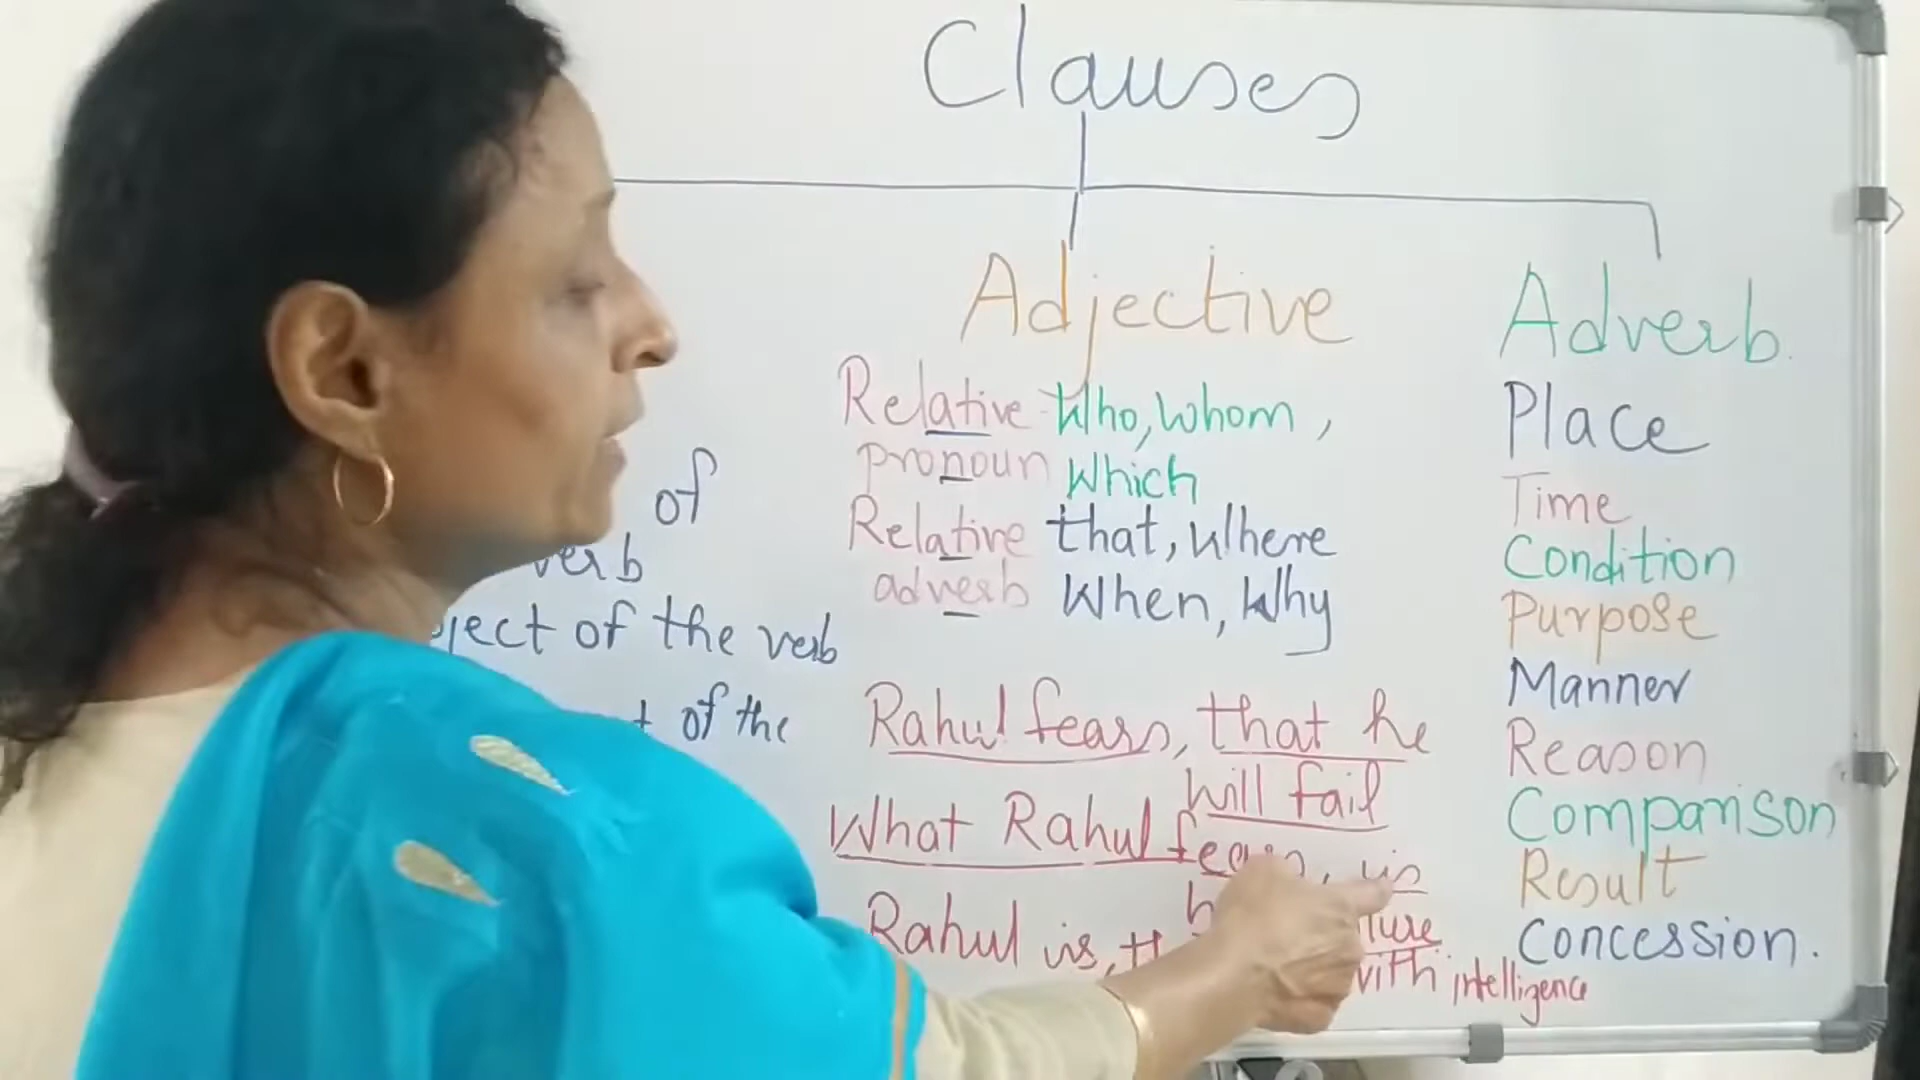 Clauses
Adjective
Adverb.
of
verb
of the verb
of the
Relative Who, Whom,
pronoun Which
Relative that, Where
adverb When, Why
Rahul fears, that he
will fail
What Rahul fears, is
Rahul is,
with intelligence
Place
Time
Condition
Purpose
Manner
Reason
Comparison
Result
Concession.